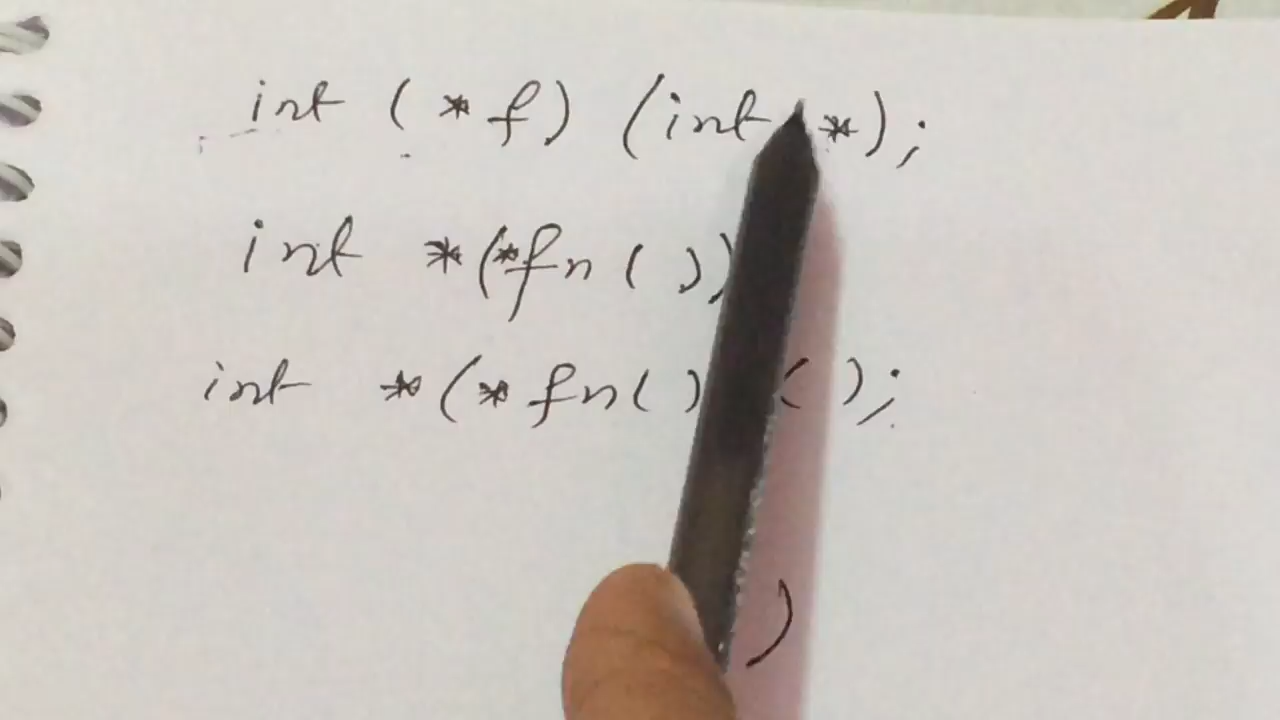 int (*f) (int *);
int *(*fn ( ))
int *(*fn( ) ( );
)